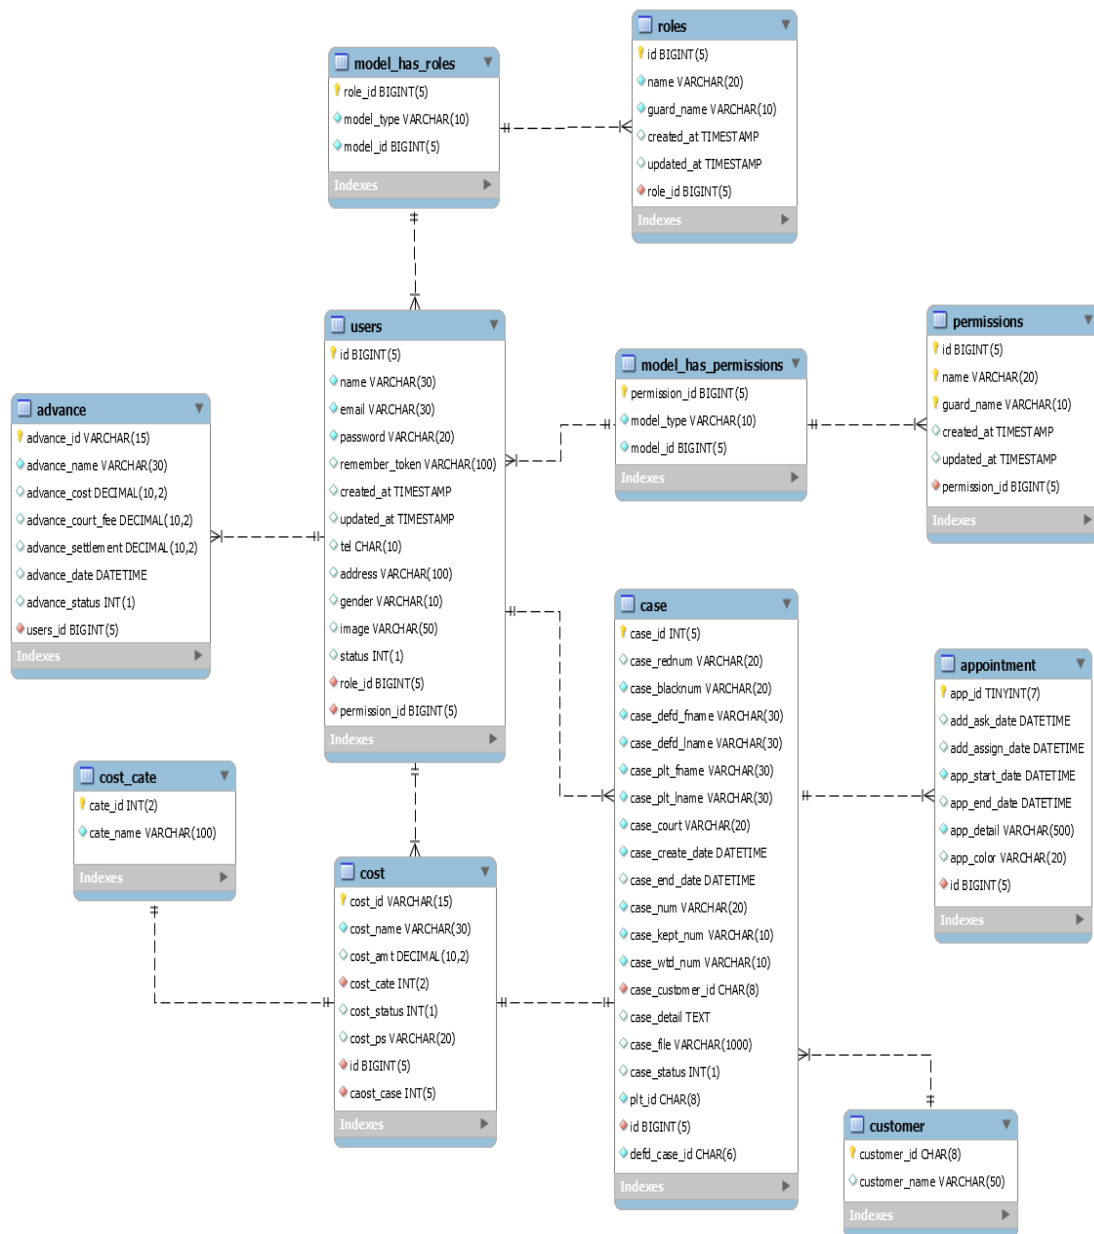 roles
id BIGINT(5)
name VARCHAR(20)
guard_name VARCHAR(10)
created_at TIMESTAMP
updated_at TIMESTAMP
role_id BIGINT(5)
Indexes
model_has_roles
role_id BIGINT(5)
model_type VARCHAR(10)
model_id BIGINT(5)
Indexes
users
id BIGINT(5)
name VARCHAR(30)
email VARCHAR(30)
password VARCHAR(20)
remember_token VARCHAR(100)
created_at TIMESTAMP
updated_at TIMESTAMP
tel CHAR(10)
address VARCHAR(100)
gender VARCHAR(10)
image VARCHAR(50)
status INT(1)
role_id BIGINT(5)
permission_id BIGINT(5)
Indexes
model_has_permissions
permission_id BIGINT(5)
model_type VARCHAR(10)
model_id BIGINT(5)
Indexes
permissions
id BIGINT(5)
name VARCHAR(20)
guard_name VARCHAR(10)
created_at TIMESTAMP
updated_at TIMESTAMP
permission_id BIGINT(5)
Indexes
advance
advance_id VARCHAR(15)
advance_name VARCHAR(30)
advance_cost DECIMAL(10,2)
advance_court_fee DECIMAL(10,2)
advance_settlement DECIMAL(10,2)
advance_date DATETIME
advance_status INT(1)
users_id BIGINT(5)
Indexes
case
case_id INT(5)
case_rednum VARCHAR(20)
case_blacknum VARCHAR(20)
case_defd_fname VARCHAR(30)
case_defd_lname VARCHAR(30)
case_plt_fname VARCHAR(30)
case_plt_lname VARCHAR(30)
case_court VARCHAR(20)
case_create_date DATETIME
case_end_date DATETIME
case_num VARCHAR(20)
case_kept_num VARCHAR(10)
case_wtd_num VARCHAR(10)
case_customer_id CHAR(8)
case_detail TEXT
case_file VARCHAR(1000)
case_status INT(1)
plt_id CHAR(8)
id BIGINT(5)
defd_case_id CHAR(6)
Indexes
appointment
app_id TINYINT(7)
add_ask_date DATETIME
add_assign_date DATETIME
app_start_date DATETIME
app_end_date DATETIME
app_detail VARCHAR(500)
app_color VARCHAR(20)
id BIGINT(5)
Indexes
cost_cate
cate_id INT(2)
cate_name VARCHAR(100)
Indexes
cost
cost_id VARCHAR(15)
cost_name VARCHAR(30)
cost_amt DECIMAL(10,2)
cost_cate INT(2)
cost_status INT(1)
cost_ps VARCHAR(20)
id BIGINT(5)
caost_case INT(5)
Indexes
customer
customer_id CHAR(8)
customer_name VARCHAR(50)
Indexes